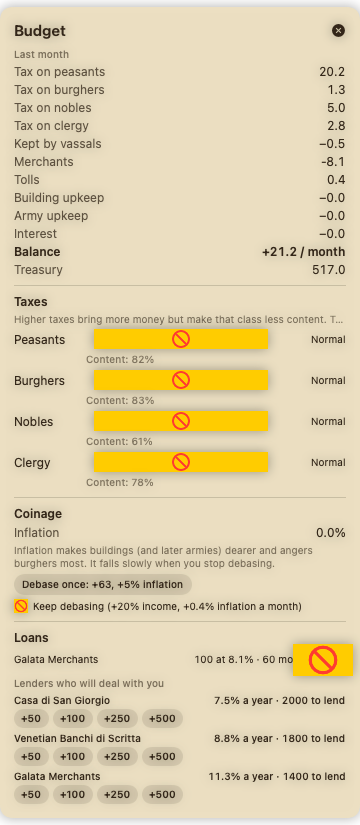 Budget
Last month
Tax on peasants 20.2
Tax on burghers 1.3
Tax on nobles 5.0
Tax on clergy 2.8
Kept by vassals –0.5
Merchants -8.1
Tolls 0.4
Building upkeep –0.0
Army upkeep –0.0
Interest –0.0
Balance +21.2 / month
Treasury 517.0
Taxes
Higher taxes bring more money but make that class less content. T...
Peasants Normal
Content: 82%
Burghers Normal
Content: 83%
Nobles Normal
Content: 61%
Clergy Normal
Content: 78%
Coinage
Inflation 0.0%
Inflation makes buildings (and later armies) dearer and angers
burghers most. It falls slowly when you stop debasing.
Debase once: +63, +5% inflation
Keep debasing (+20% income, +0.4% inflation a month)
Loans
Galata Merchants 100 at 8.1% · 60 mo
Lenders who will deal with you
Casa di San Giorgio 7.5% a year · 2000 to lend
+50 +100 +250 +500
Venetian Banchi di Scritta 8.8% a year · 1800 to lend
+50 +100 +250 +500
Galata Merchants 11.3% a year · 1400 to lend
+50 +100 +250 +500